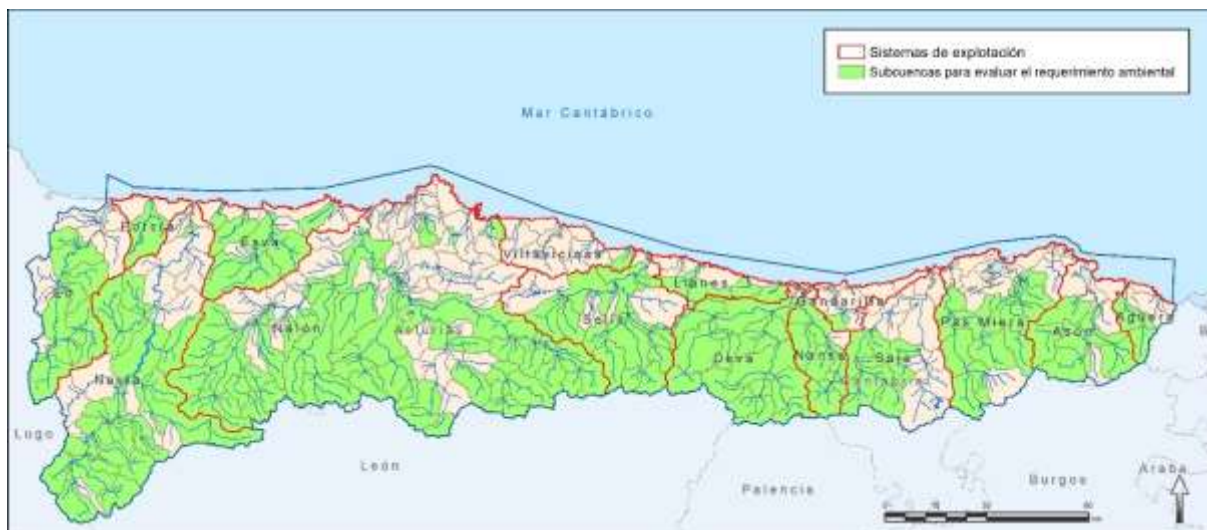 Sistemas de explotación
Subcuencas para evaluar el requerimiento ambiental
Mar Cantábrico
Porcía
Esva
Villaviciosa
Eo
Llanes
Gandarilla
Nalón
Asturias
Sella
Pas Miera
Asón
Agüera
Deva
Nansa
Saja
Cantabria
Navia
Lugo
León
Palencia
Burgos
Araba